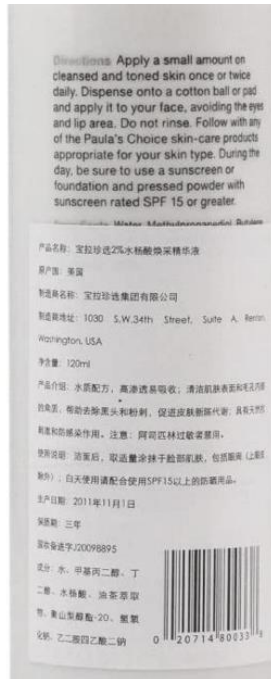 Directions Apply a small amount on
cleansed and toned skin once or twice
daily. Dispense onto a cotton ball or pad
and apply it to your face, avoiding the eyes
and lip area. Do not rinse. Follow with any
of the Paula's Choice skin-care products
appropriate for your skin type. During the
day, be sure to use a sunscreen or
foundation and pressed powder with
sunscreen rated SPF 15 or greater.
Water, Methylpropanediol, Butylene
产品名称：宝拉珍选2%水杨酸焕采精华液
原产国：美国
制造商名称：宝拉珍选集团有限公司
制造商地址：1030 S.W.34th Street, Suite A, Renton,
Washington, USA
净含量：120ml
产品介绍：水质配方，高渗透易吸收；清洁肌肤表面和毛孔内部
的角质，帮助去除黑头和粉刺，促进皮肤新陈代谢，具有天然抗
刺激和防感染作用。注意：阿司匹林过敏者禁用。
使用说明：洁面后，取适量涂抹于脸部肌肤，包括眼周（上眼皮
除外）；白天使用请配合使用SPF15以上的防晒用品。
生产日期：2011年11月1日
保质期：三年
国妆备进字J20098895
成分：水、甲基丙二醇、丁
二醇、水杨酸、油茶萃取
物、聚山梨醇酯-20、氢氧
化钠、乙二胺四乙酸二钠
0 20714 80033